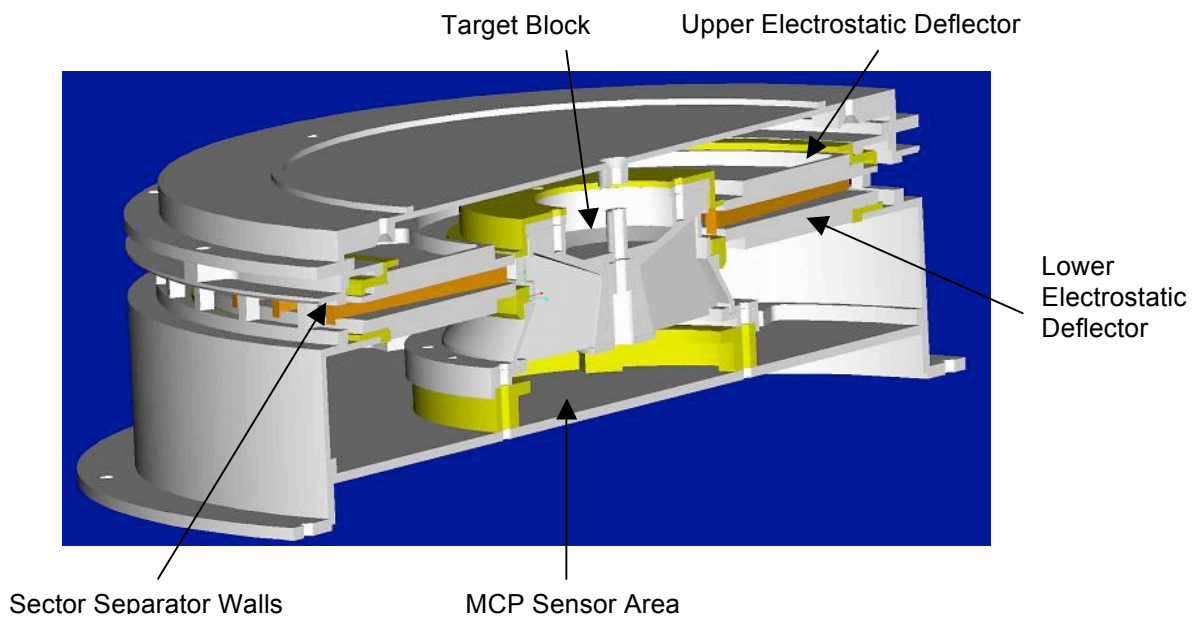 Target Block
Upper Electrostatic Deflector
Lower
Electrostatic
Deflector
Sector Separator Walls
MCP Sensor Area